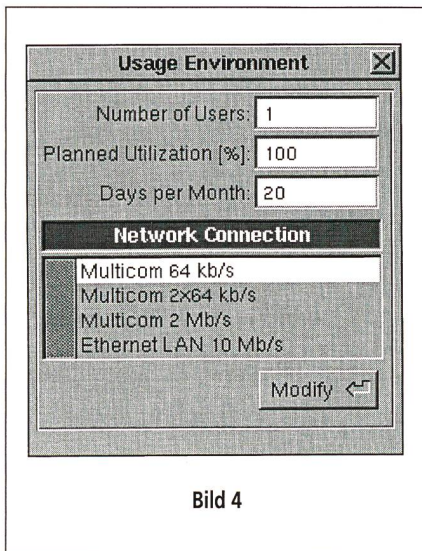 Usage Environment
Number of Users: 1
Planned Utilization [%]: 100
Days per Month: 20
Network Connection
Multicom 64 kb/s
Multicom 2x64 kb/s
Multicom 2 Mb/s
Ethernet LAN 10 Mb/s
Modify
Bild 4